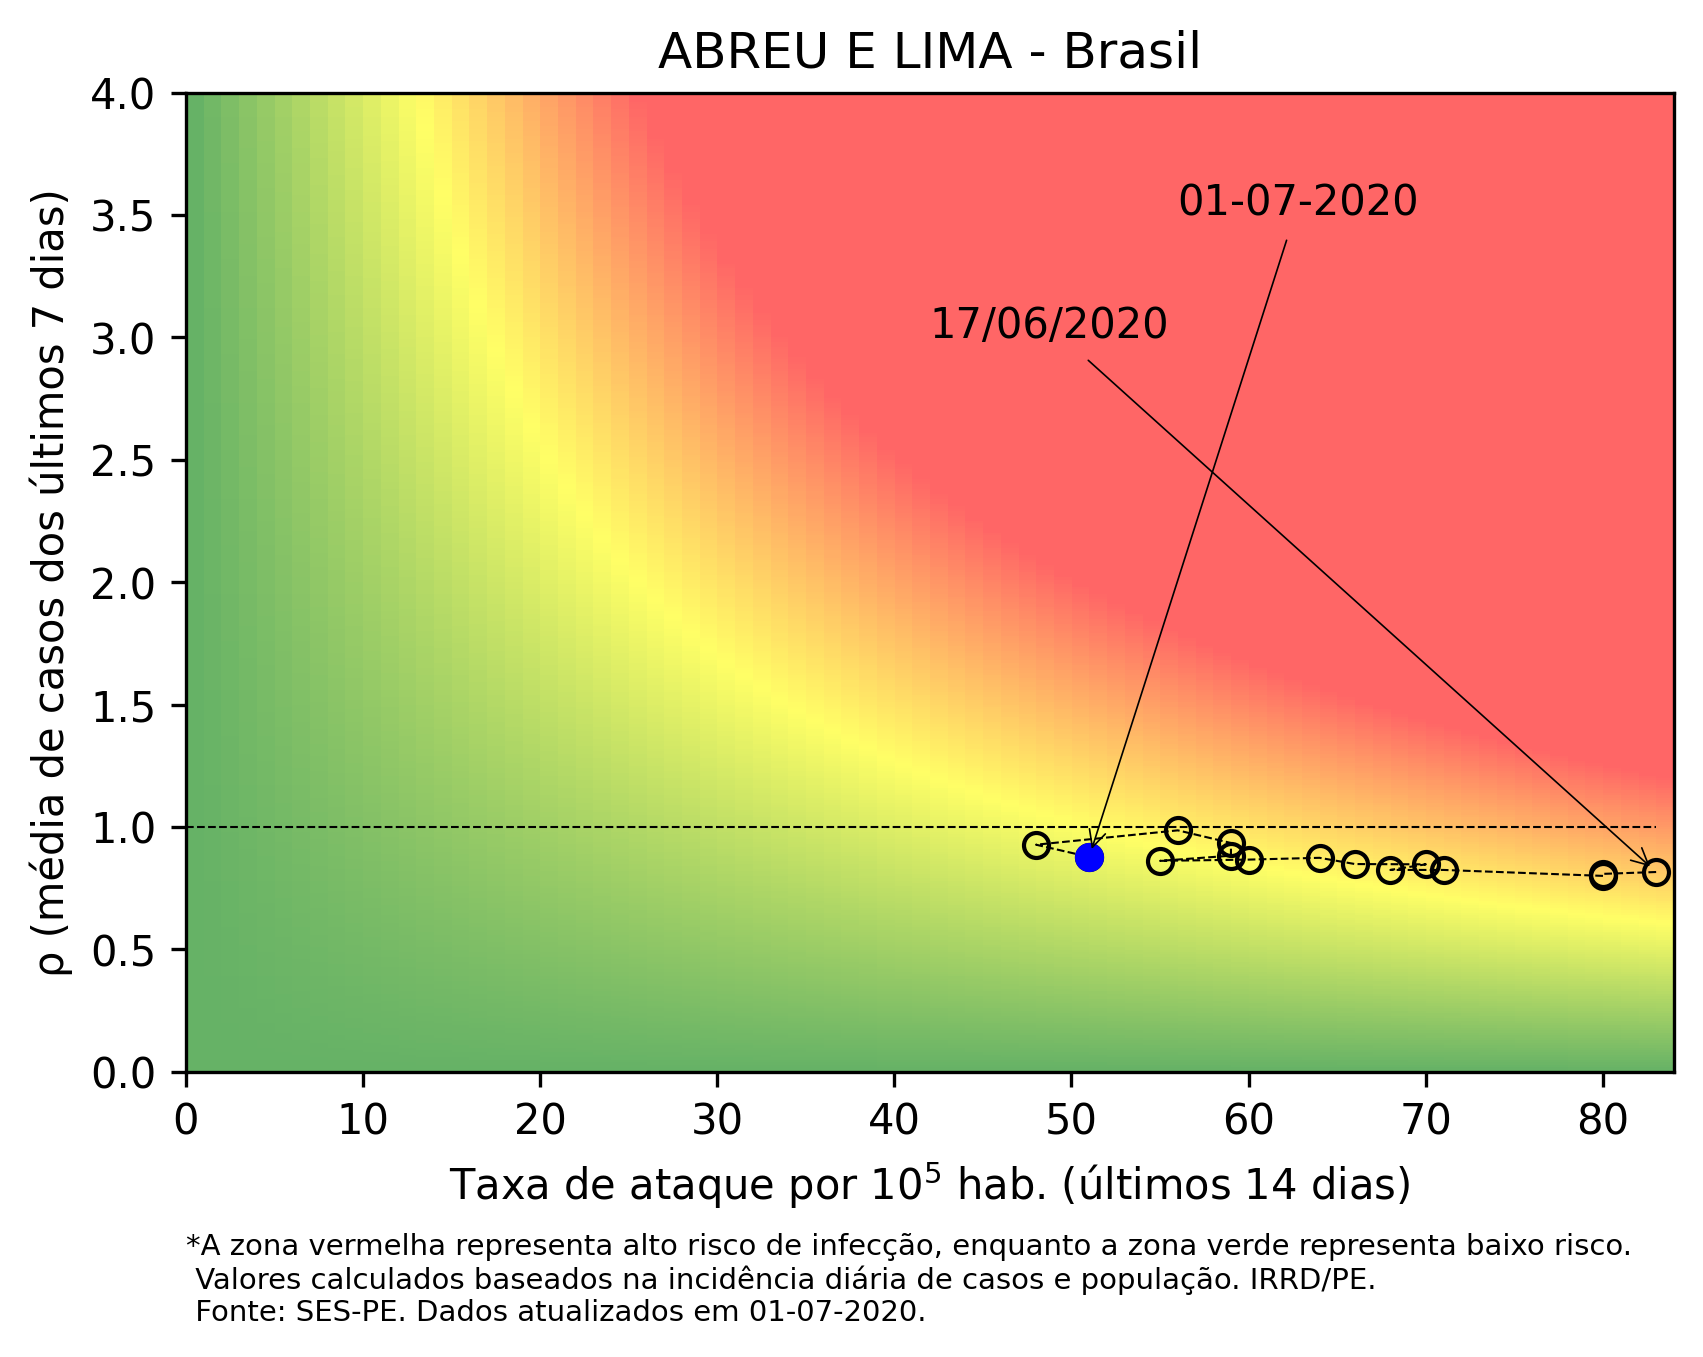 ABREU E LIMA - Brasil
4.0
3.5
3.0
2.5
2.0
1.5
1.0
0.5
0.0
ρ (média de casos dos últimos 7 dias)
01-07-2020
17/06/2020
0 10 20 30 40 50 60 70 80
Taxa de ataque por 10⁵ hab. (últimos 14 dias)
*A zona vermelha representa alto risco de infecção, enquanto a zona verde representa baixo risco.
Valores calculados baseados na incidência diária de casos e população. IRRD/PE.
Fonte: SES-PE. Dados atualizados em 01-07-2020.